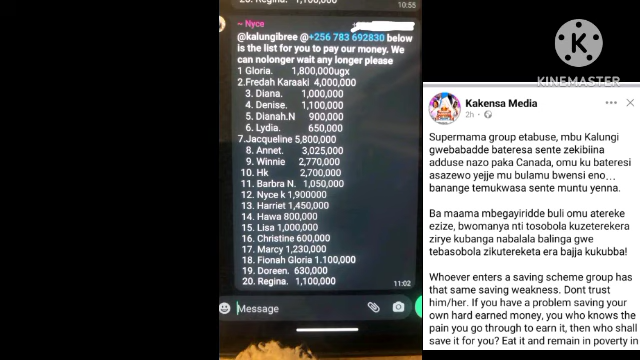 20. Regina. 1,100,000
10:55
~ Nyce
@kalungibree @+256 783 692830 below
is the list for you to pay our money. We
can nolonger wait any longer please
1 Gloria. 1,800,000ugx
2.Fredah Karaaki 4,000,000
3. Diana. 1,000,000
4. Denise. 1,100,000
5. Dianah.N 900,000
6. Lydia. 650,000
7.Jacqueline 5,800,000
8. Annet. 3,025,000
9. Winnie 2,770,000
10. Hk 2,700,000
11. Barbra N. 1,050,000
12. Nyce k 1,900000
13. Harriet 1,450,000
14. Hawa 800,000
15. Lisa 1,000,000
16. Christine 600,000
17. Marcy 1,230,000
18. Fionah Gloria 1.100,000
19. Doreen. 630,000
20. Regina. 1,100,000
11:02
Message
KINEMASTER
Kakensa Media
2h
Supermama group etabuse, mbu Kalungi
gwebabadde bateresa sente zekibiina
adduse nazo paka Canada, omu ku bateresi
asazewo yejje mu bulamu bwensi eno...
banange temukwasa sente muntu yenna.
Ba maama mbegayiridde buli omu atereke
ezize, bwomanya nti tosobola kuzeterekera
zirye kubanga nabalala balinga gwe
tebasobola zikutereketa era bajja kukubba!
Whoever enters a saving scheme group has
that same saving weakness. Dont trust
him/her. If you have a problem saving your
own hard earned money, you who knows the
pain you go through to earn it, then who shall
save it for you? Eat it and remain in poverty in